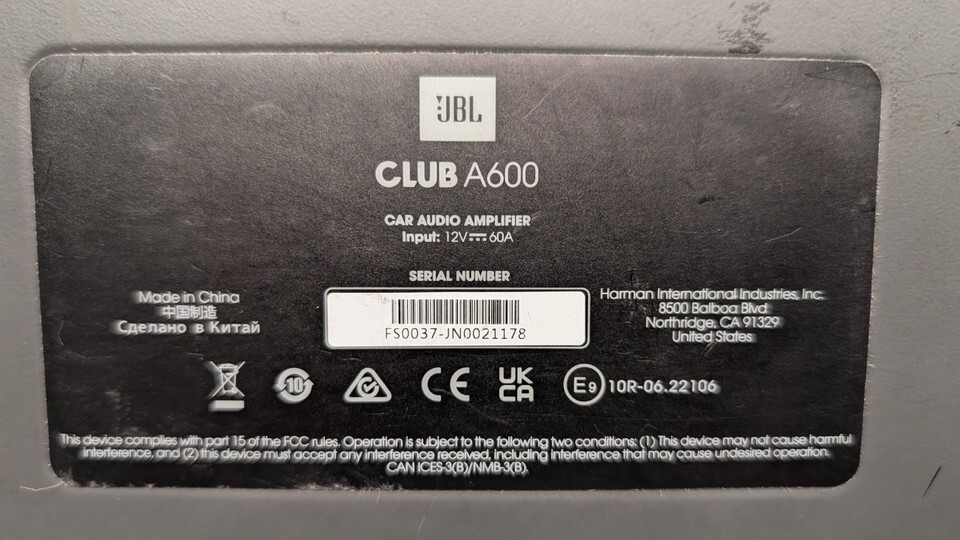 JBL
CLUB A600
CAR AUDIO AMPLIFIER
Input: 12V⎓60A
SERIAL NUMBER
FS0037-JN0021178
Made in China
中国制造
Сделано в Китай
Harman International Industries, Inc.
8500 Balboa Blvd
Northridge, CA 91329
United States
10
CE
UK
CA
E9 10R-06.22106
This device complies with part 15 of the FCC rules. Operation is subject to the following two conditions: (1) This device may not cause harmful
interference, and (2) this device must accept any interference received, including interference that may cause undesired operation.
CAN ICES-3(B)/NMB-3(B).